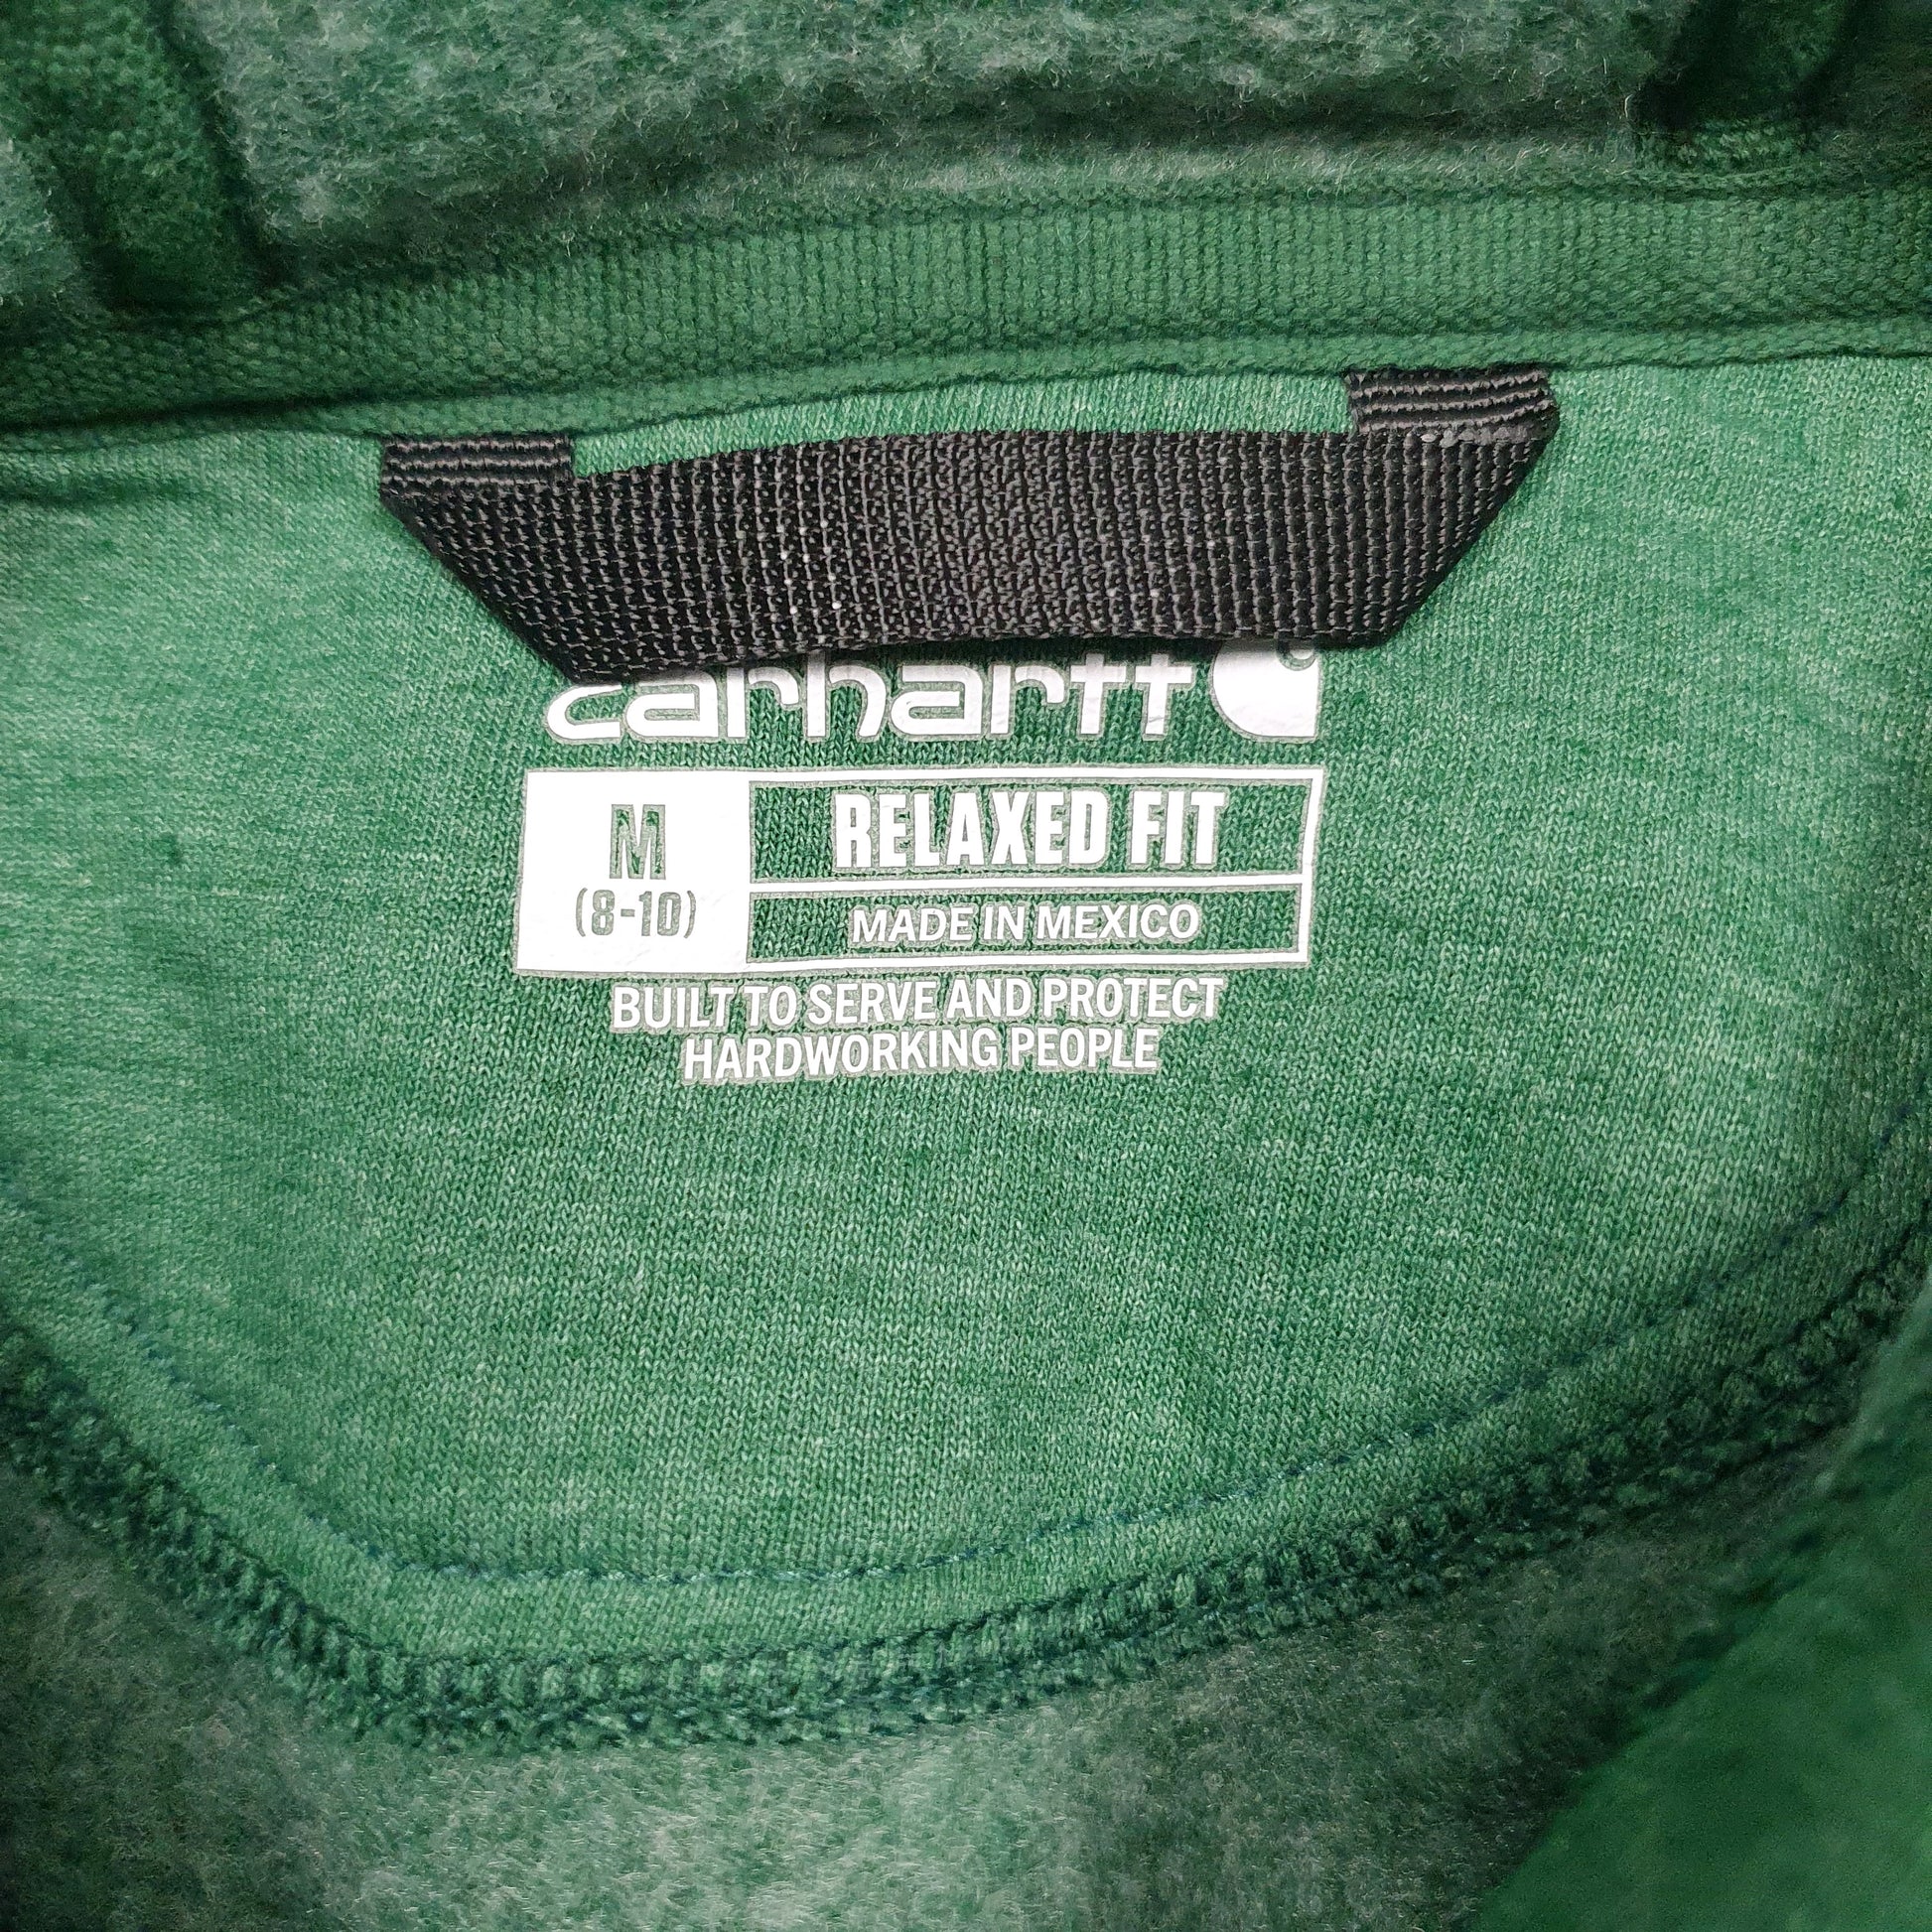 carhartt
M
(8-10)
RELAXED FIT
MADE IN MEXICO
BUILT TO SERVE AND PROTECT
HARDWORKING PEOPLE